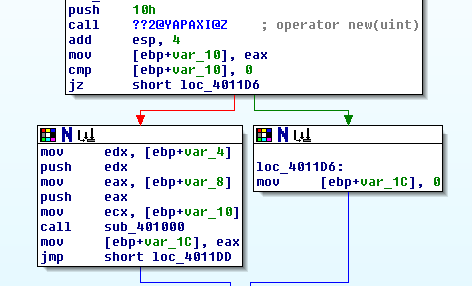 push 10h
call ??2@YAPAXI@Z ; operator new(uint)
add esp, 4
mov [ebp+var_10], eax
cmp [ebp+var_10], 0
jz short loc_4011D6
N
mov edx, [ebp+var_4]
push edx
mov eax, [ebp+var_8]
push eax
mov ecx, [ebp+var_10]
call sub_401000
mov [ebp+var_1C], eax
jmp short loc_4011DD
N
loc_4011D6:
mov [ebp+var_1C], 0